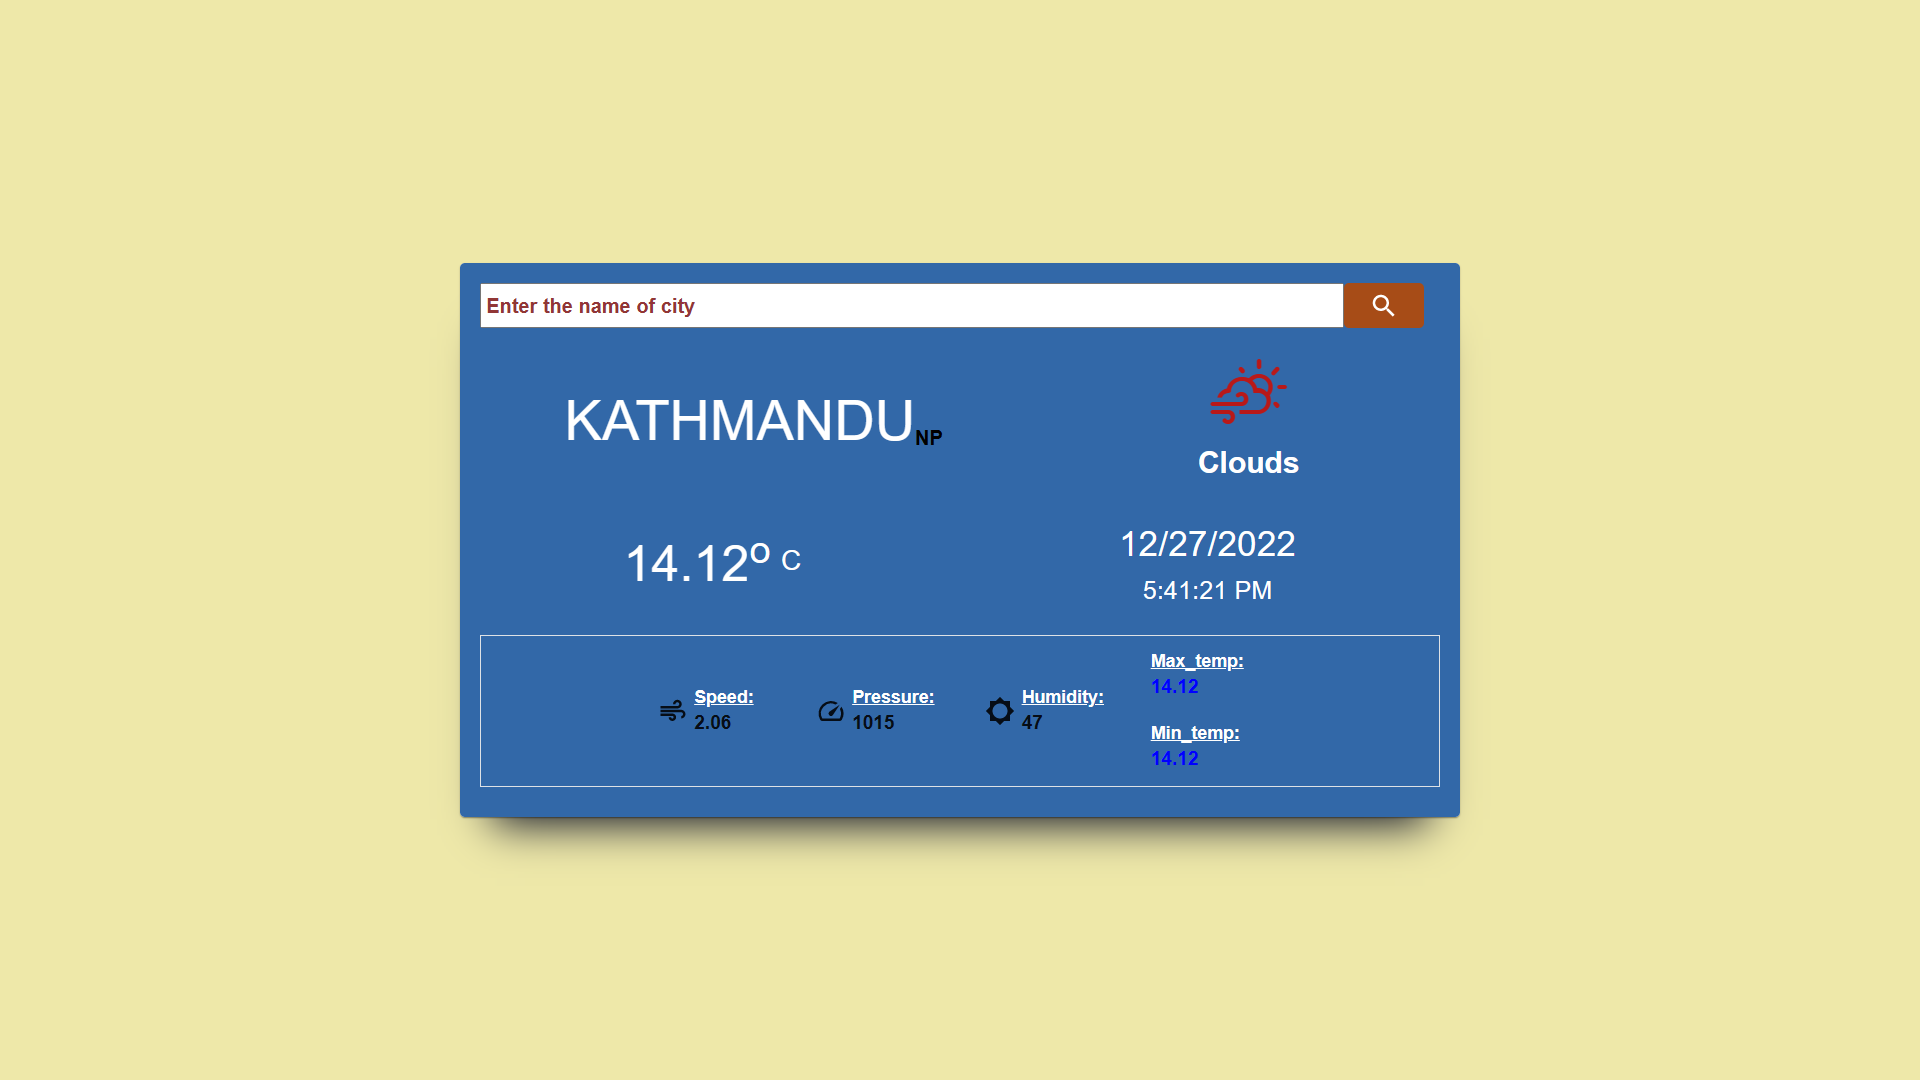 Enter the name of city
KATHMANDU NP
Clouds
14.12º C
12/27/2022
5:41:21 PM
Speed:
2.06
Pressure:
1015
Humidity:
47
Max_temp:
14.12
Min_temp:
14.12